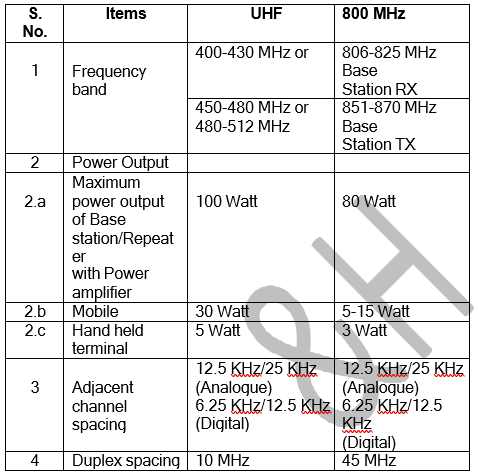 S. No. Items UHF 800 MHz
1 Frequency band
400-430 MHz or
806-825 MHz
Base
Station RX
450-480 MHz or
480-512 MHz
851-870 MHz
Base
Station TX
2 Power Output
2.a
Maximum
power output
of Base
station/Repeat
er
with Power
amplifier
100 Watt
80 Watt
2.b Mobile 30 Watt 5-15 Watt
2.c Hand held
terminal
5 Watt 3 Watt
3
Adjacent
channel
spacing
12.5 KHz/25 KHz
(Analogue)
6.25 KHz/12.5 KHz
(Digital)
12.5 KHz/25 KHz
(Analogue)
6.25 KHz/12.5
KHz
(Digital)
4 Duplex spacing 10 MHz 45 MHz
&H